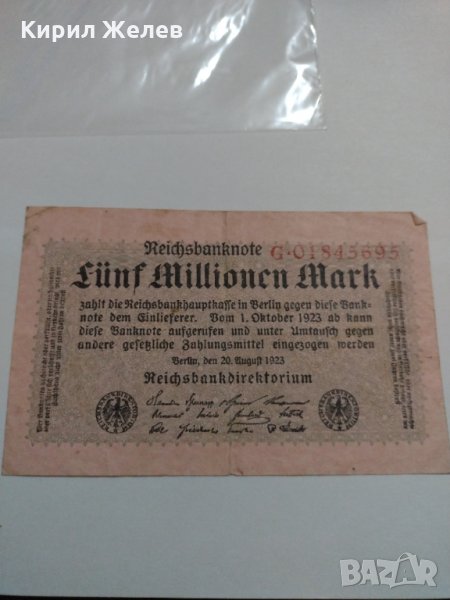 Кирил Желев
Reichsbanknote G·01845695
Fünf Millionen Mark
zahlt die Reichsbankhauptkasse in Berlin gegen diese Bank-
note dem Einlieferer. Vom 1. Oktober 1923 ab kann
diese Banknote aufgerufen und unter Umtausch gegen
andere gesetzliche Zahlungsmittel eingezogen werden
Berlin, den 20. August 1923
Reichsbankdirektorium
BAZAR